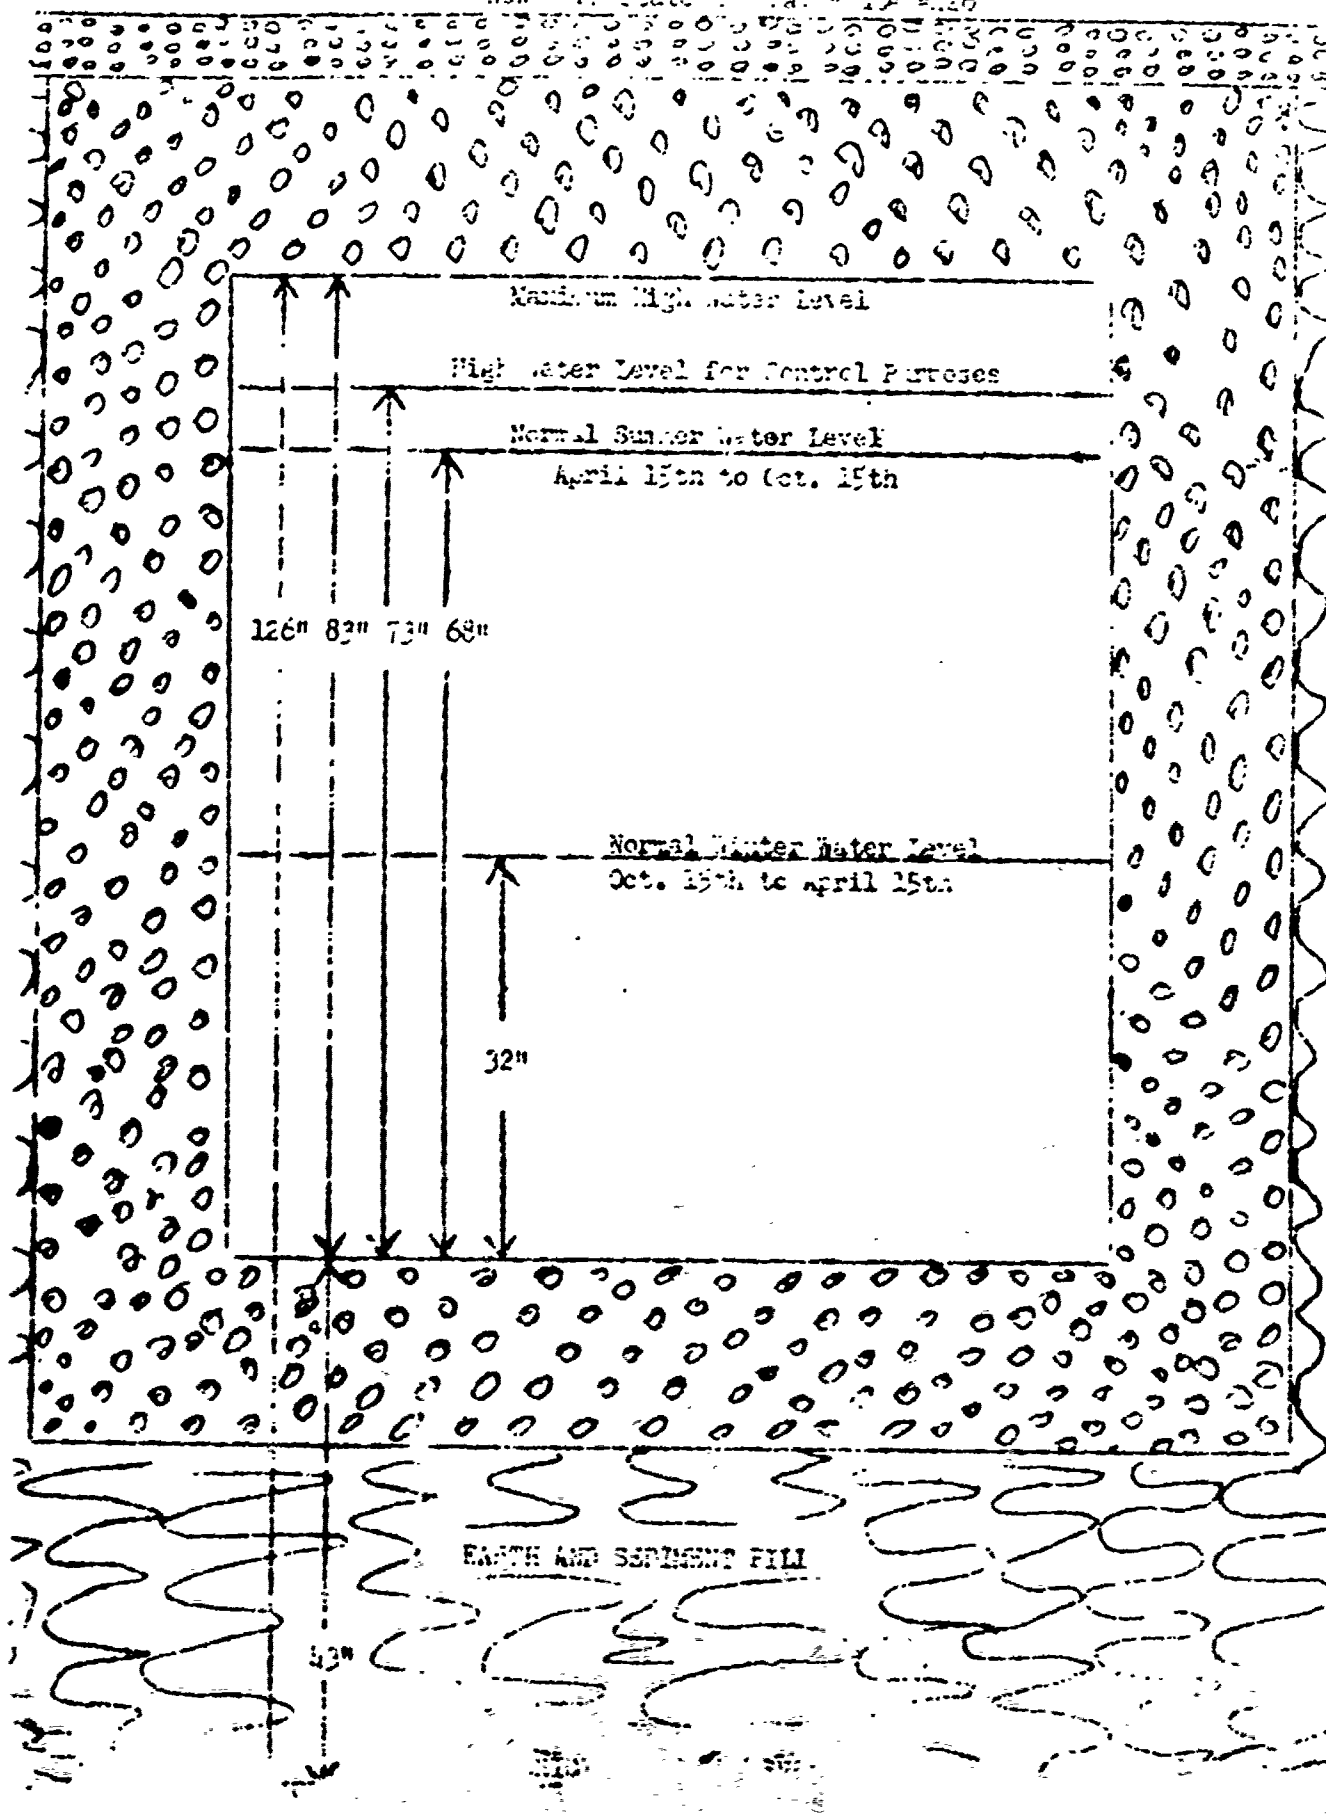 Maximum High Water Level
High Water Level for Control Purposes
Normal Summer Water Level
April 15th to Oct. 15th
126" 83" 73" 68"
Normal Winter Water Level
Oct. 15th to April 15th
32"
EARTH AND SEDIMENT FILL
43"